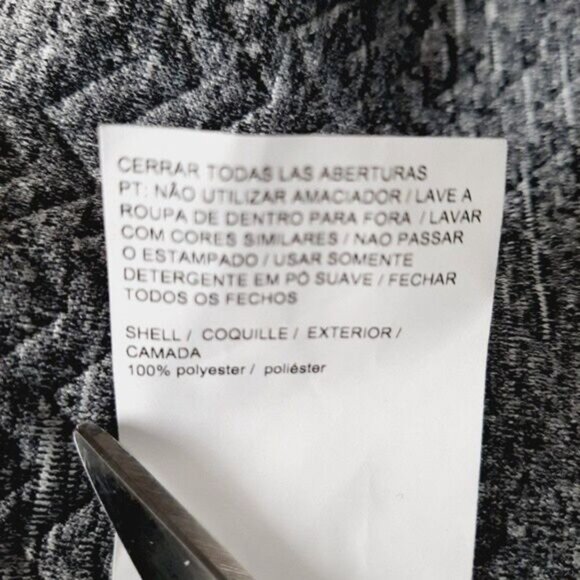 CERRAR TODAS LAS ABERTURAS
PT: NÃO UTILIZAR AMACIADOR / LAVE A
ROUPA DE DENTRO PARA FORA / LAVAR
COM CORES SIMILARES / NAO PASSAR
O ESTAMPADO / USAR SOMENTE
DETERGENTE EM PÓ SUAVE / FECHAR
TODOS OS FECHOS
SHELL / COQUILLE / EXTERIOR /
CAMADA
100% polyester / poliéster